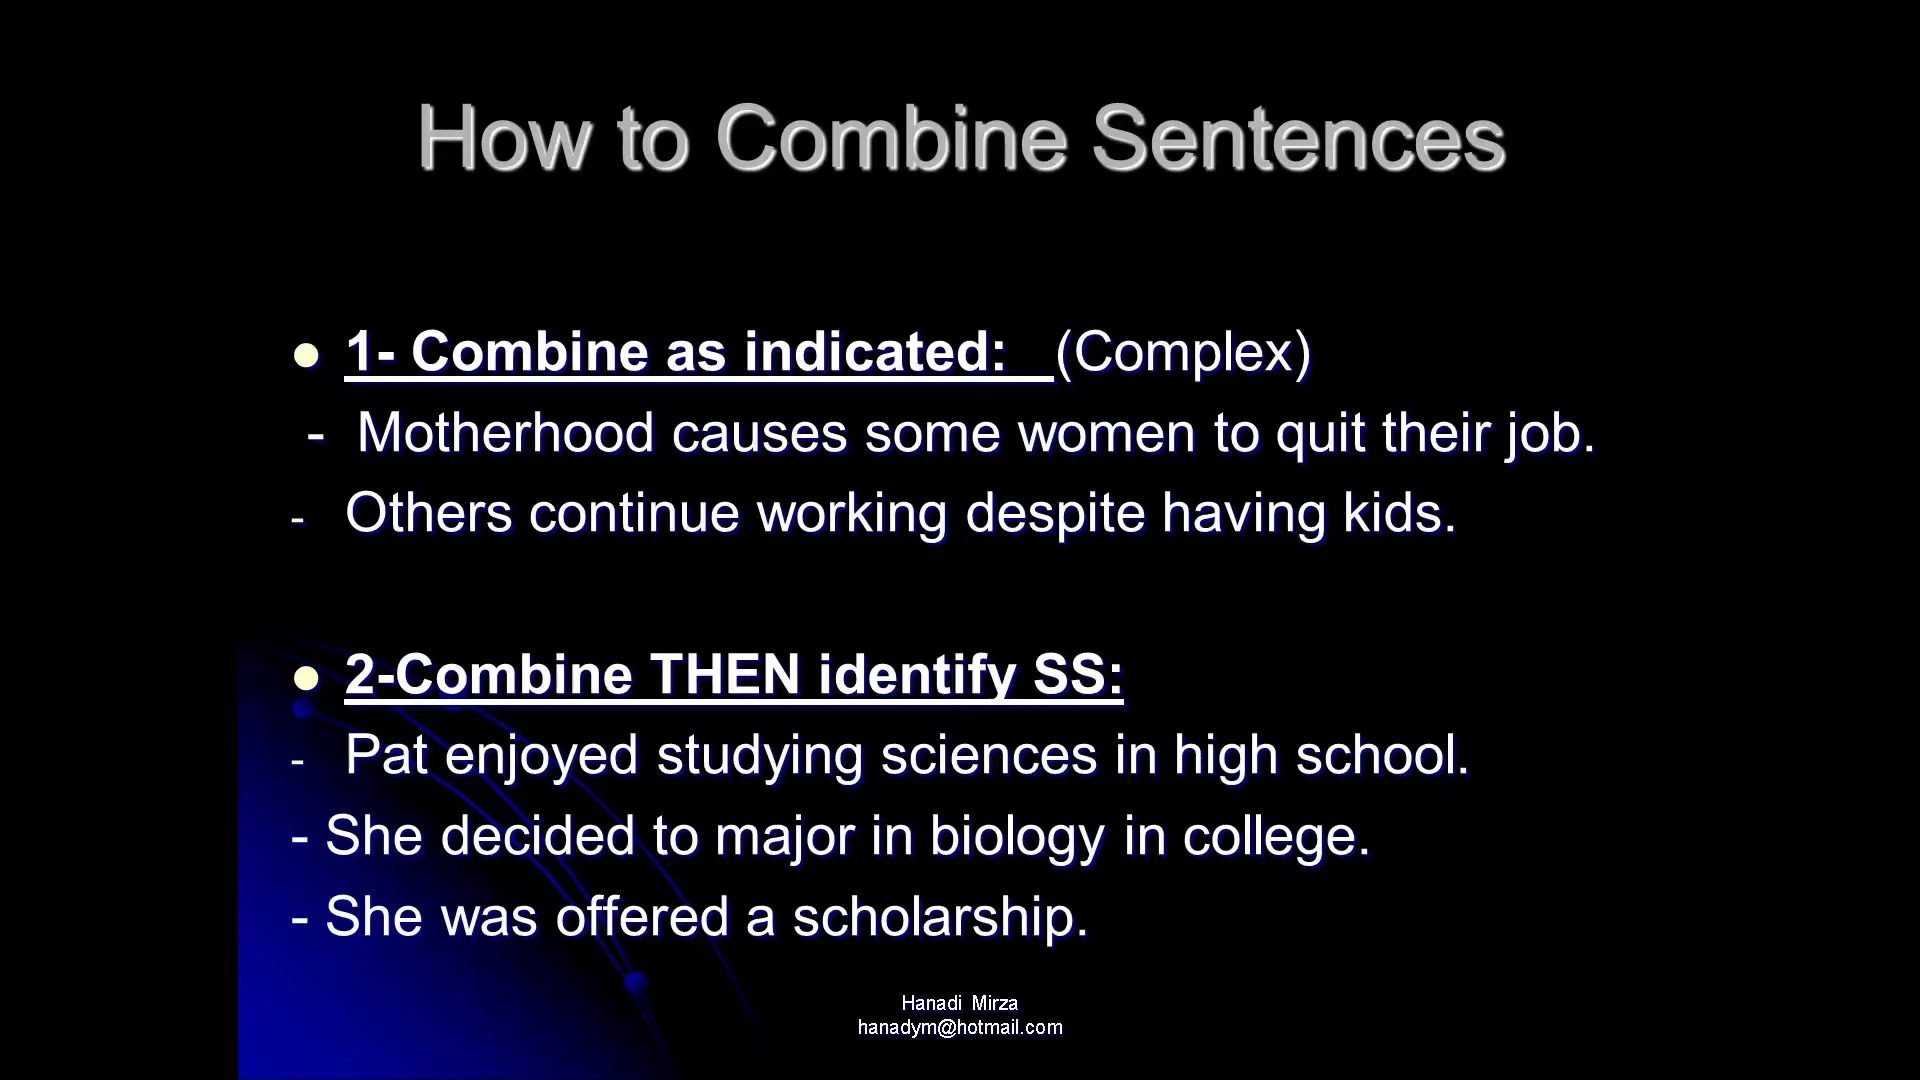 How to Combine Sentences
● 1- Combine as indicated: (Complex)
- Motherhood causes some women to quit their job.
- Others continue working despite having kids.
● 2-Combine THEN identify SS:
- Pat enjoyed studying sciences in high school.
- She decided to major in biology in college.
- She was offered a scholarship.
Hanadi Mirza
hanadym@hotmail.com